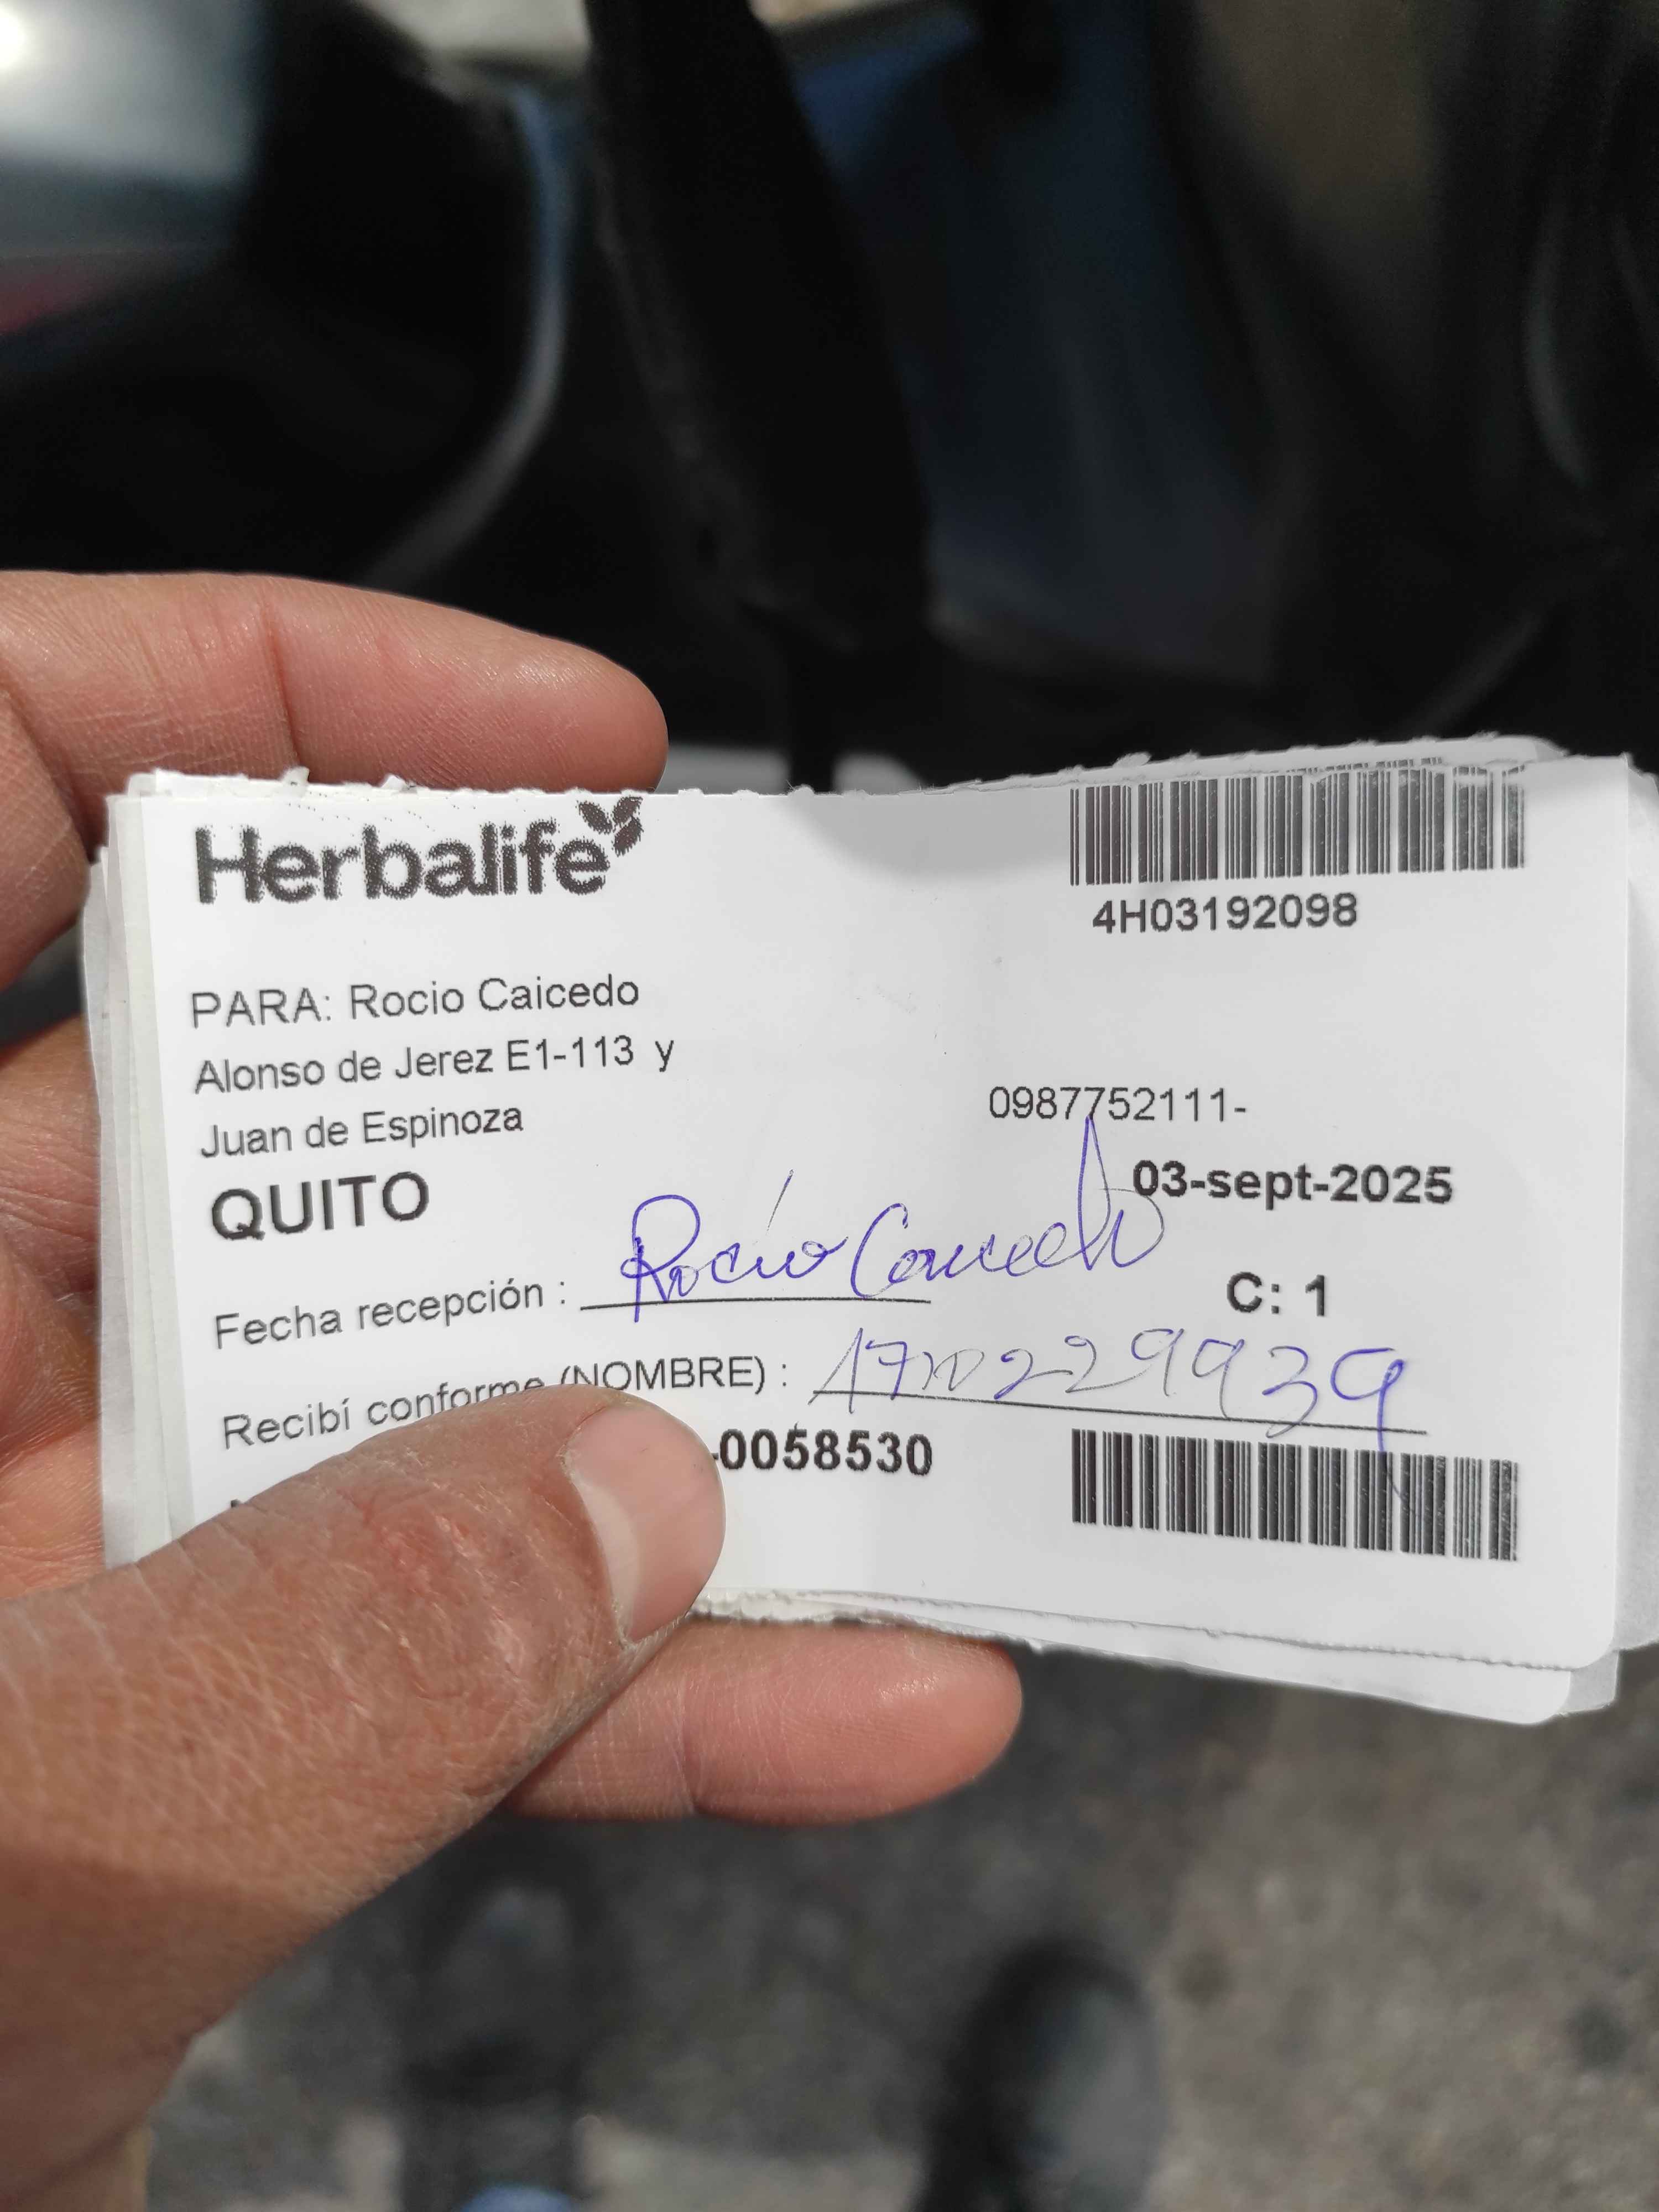 Herbalife
4H03192098
PARA: Rocio Caicedo
Alonso de Jerez E1-113 y
Juan de Espinoza
0987752111-
QUITO
03-sept-2025
Fecha recepción : Rocío Caicedo
C: 1
Recibí conforme (NOMBRE) : 1710229939
-0058530